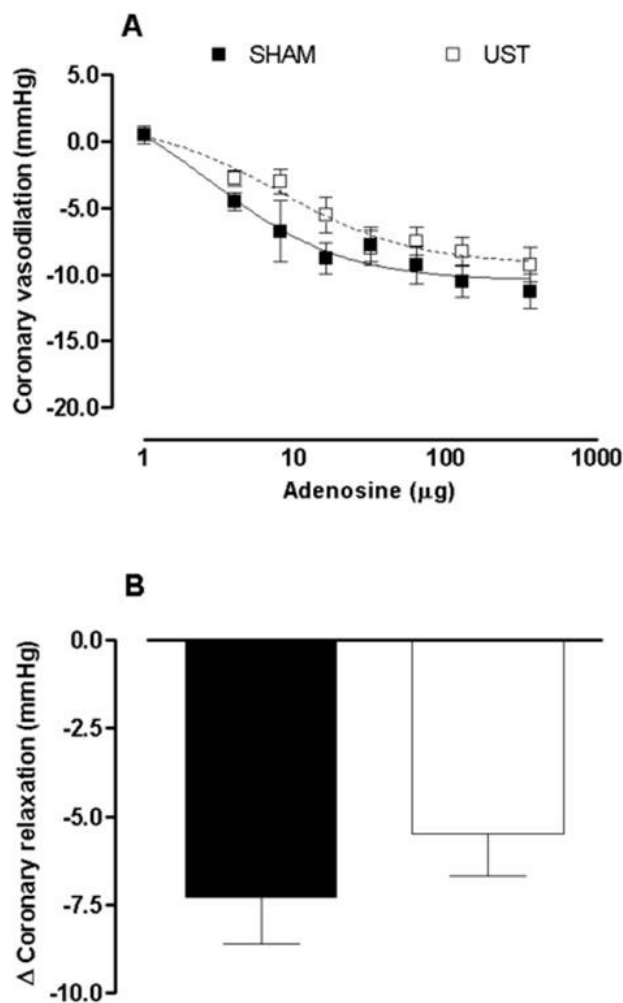 A
SHAM
UST
Coronary vasodilation (mmHg)
5.0
0.0
-5.0
-10.0
-15.0
-20.0
1
10
100
1000
Adenosine (µg)
B
Δ Coronary relaxation (mmHg)
0.0
-2.5
-5.0
-7.5
-10.0